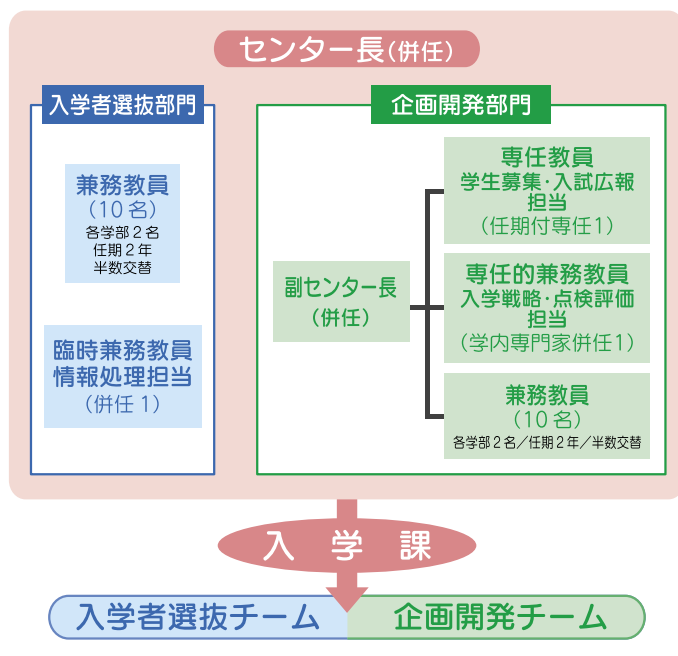 センター長(併任)
入学者選抜部門
兼務教員
(10名)
各学部2名
任期2年
半数交替
臨時兼務教員
情報処理担当
(併任 1)
企画開発部門
副センター長
(併任)
専任教員
学生募集・入試広報
担当
(任期付専任1)
専任的兼務教員
入学戦略・点検評価
担当
(学内専門家併任1)
兼務教員
(10名)
各学部2名/任期2年/半数交替
入 学 課
入学者選抜チーム
企画開発チーム